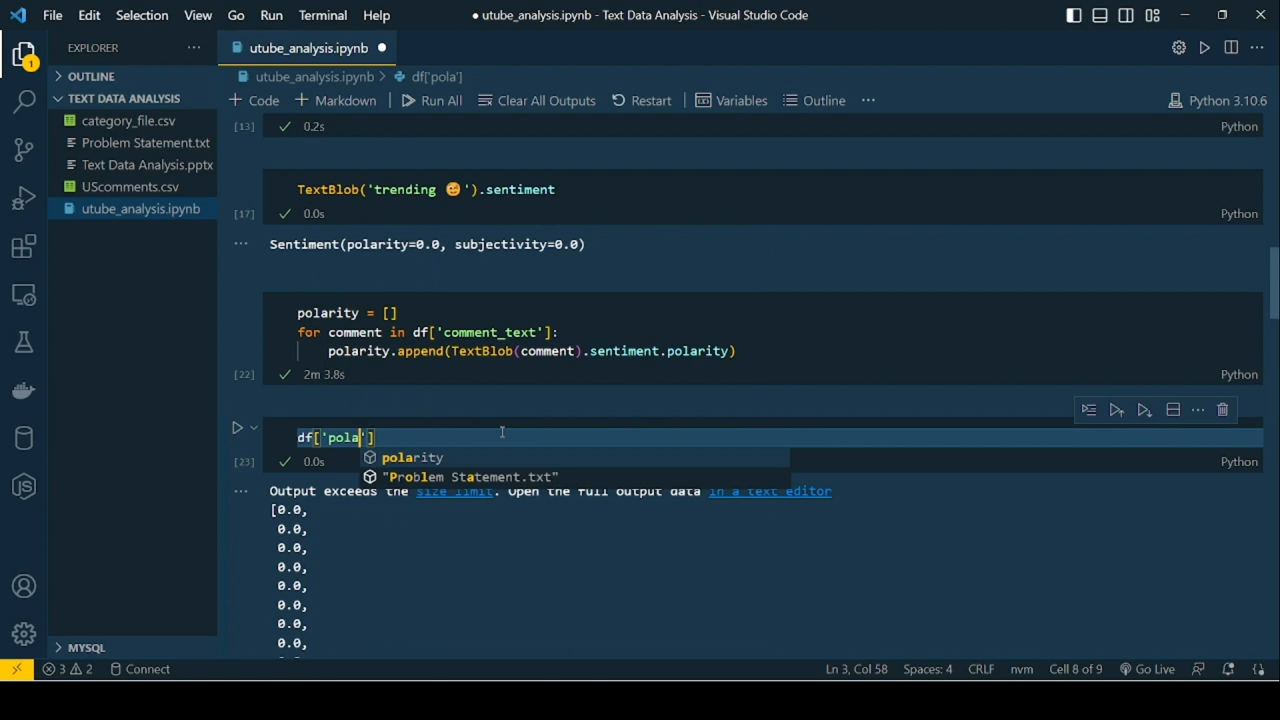 File Edit Selection View Go Run Terminal Help
● utube_analysis.ipynb - Text Data Analysis - Visual Studio Code
EXPLORER ···
utube_analysis.ipynb ●
1
OUTLINE
utube_analysis.ipynb > df['pola']
TEXT DATA ANALYSIS
+ Code + Markdown Run All Clear All Outputs Restart Variables Outline ··· Python 3.10.6
category_file.csv
Problem Statement.txt
Text Data Analysis.pptx
UScomments.csv
utube_analysis.ipynb
[13] ✓ 0.2s Python
TextBlob('trending 😉').sentiment
[17] ✓ 0.0s Python
··· Sentiment(polarity=0.0, subjectivity=0.0)
polarity = []
for comment in df['comment_text']:
polarity.append(TextBlob(comment).sentiment.polarity)
[22] ✓ 2m 3.8s Python
df['pola']
[23] ✓ 0.0s Python
polarity
"Problem Statement.txt"
··· Output exceeds the size limit. Open the full output data in a text editor
[0.0,
0.0,
0.0,
0.0,
0.0,
0.0,
0.0,
0.0,
MYSQL
3 2 Connect Ln 3, Col 58 Spaces: 4 CRLF nvm Cell 8 of 9 Go Live